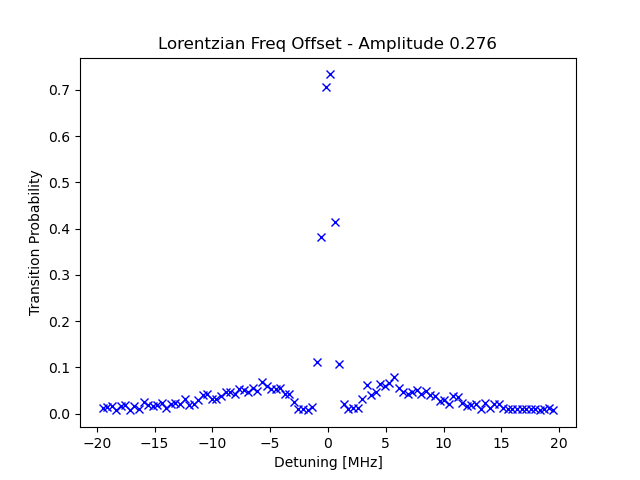 Lorentzian Freq Offset - Amplitude 0.276
Transition Probability
0.7
0.6
0.5
0.4
0.3
0.2
0.1
0.0
−20 −15 −10 −5 0 5 10 15 20
Detuning [MHz]